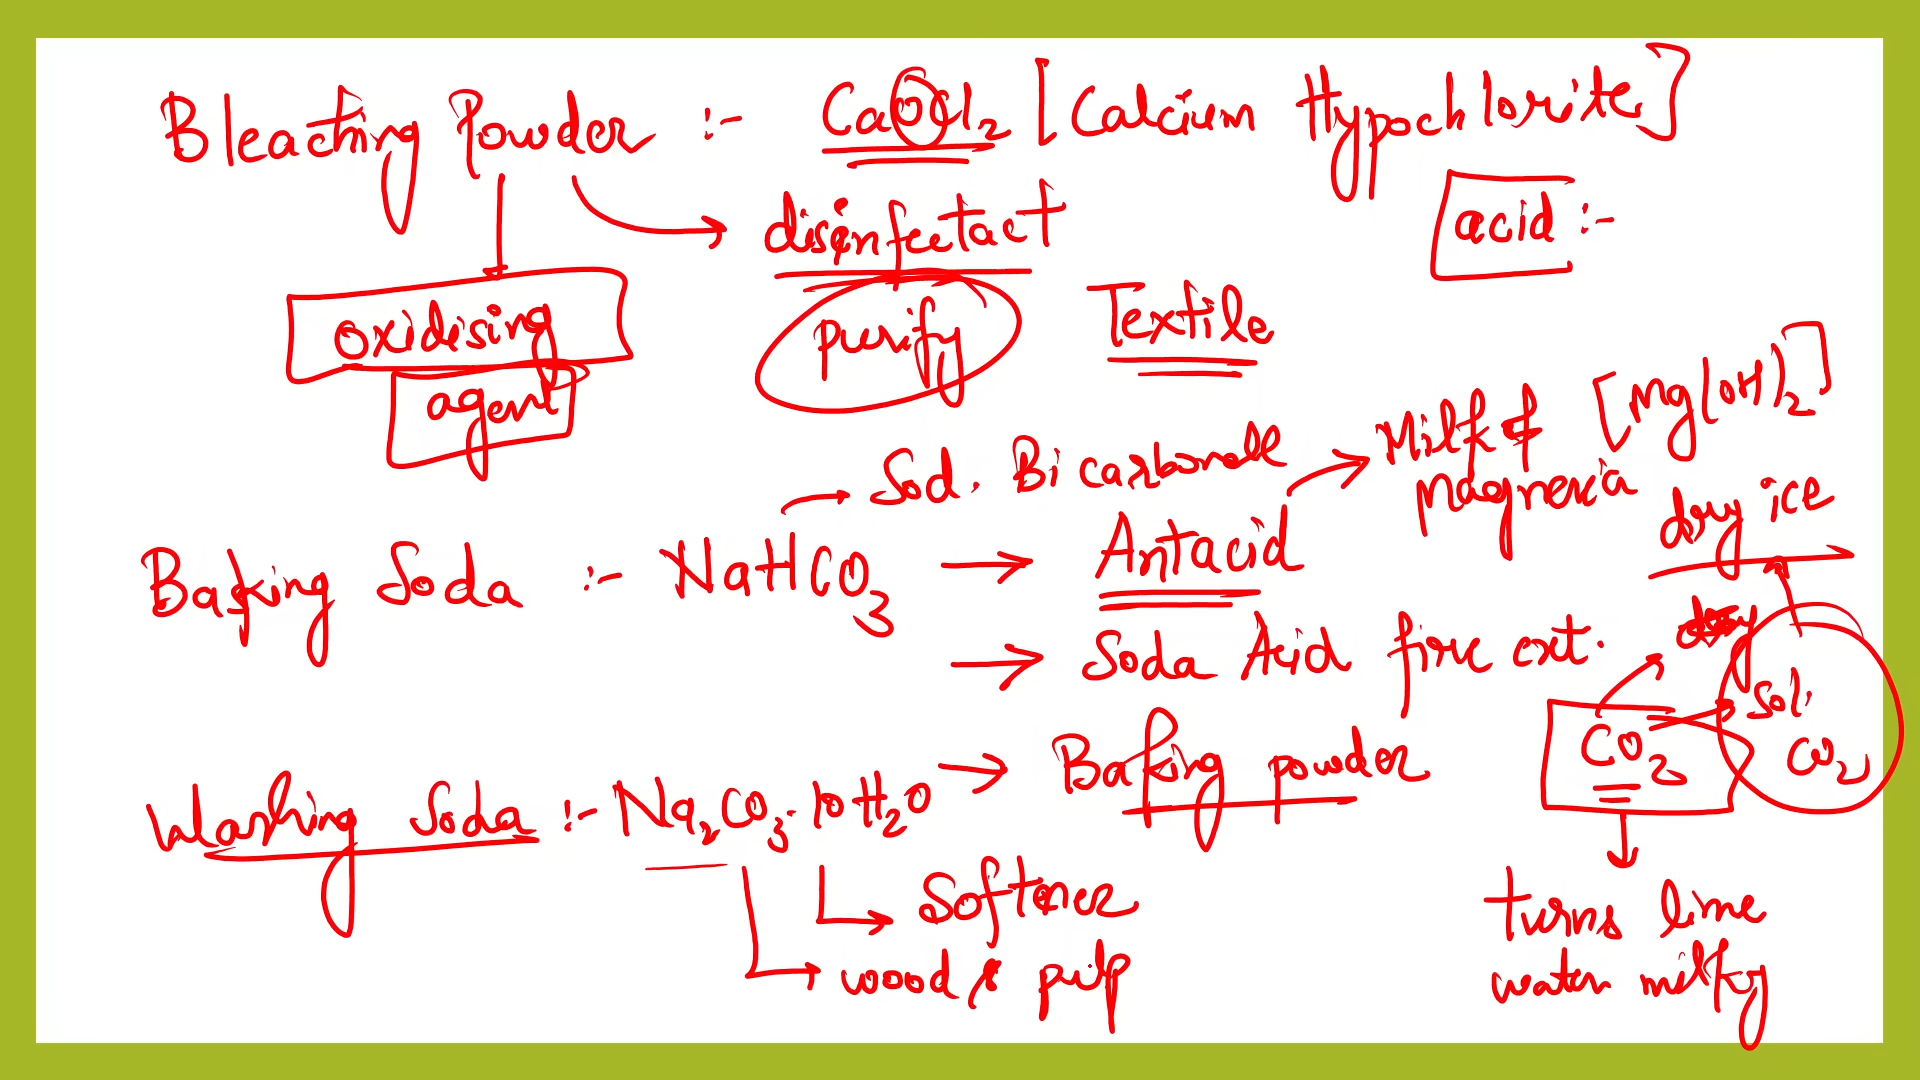 Bleaching Powder :- CaOCl₂ [Calcium Hypochlorite]
disinfectact
acid :-
oxidising
agent
purify
Textile
Sod. Bicarbonate
Milk of [Mg(OH)₂]
Magnesia
dry ice
Baking Soda :- NaHCO₃ → Antacid
→ Soda Acid fire ext.
dry
Sol.
CO₂
CO₂
→ Baking powder
Washing Soda :- Na₂CO₃.10H₂O
Softener
wood & pulp
turns lime
water milky